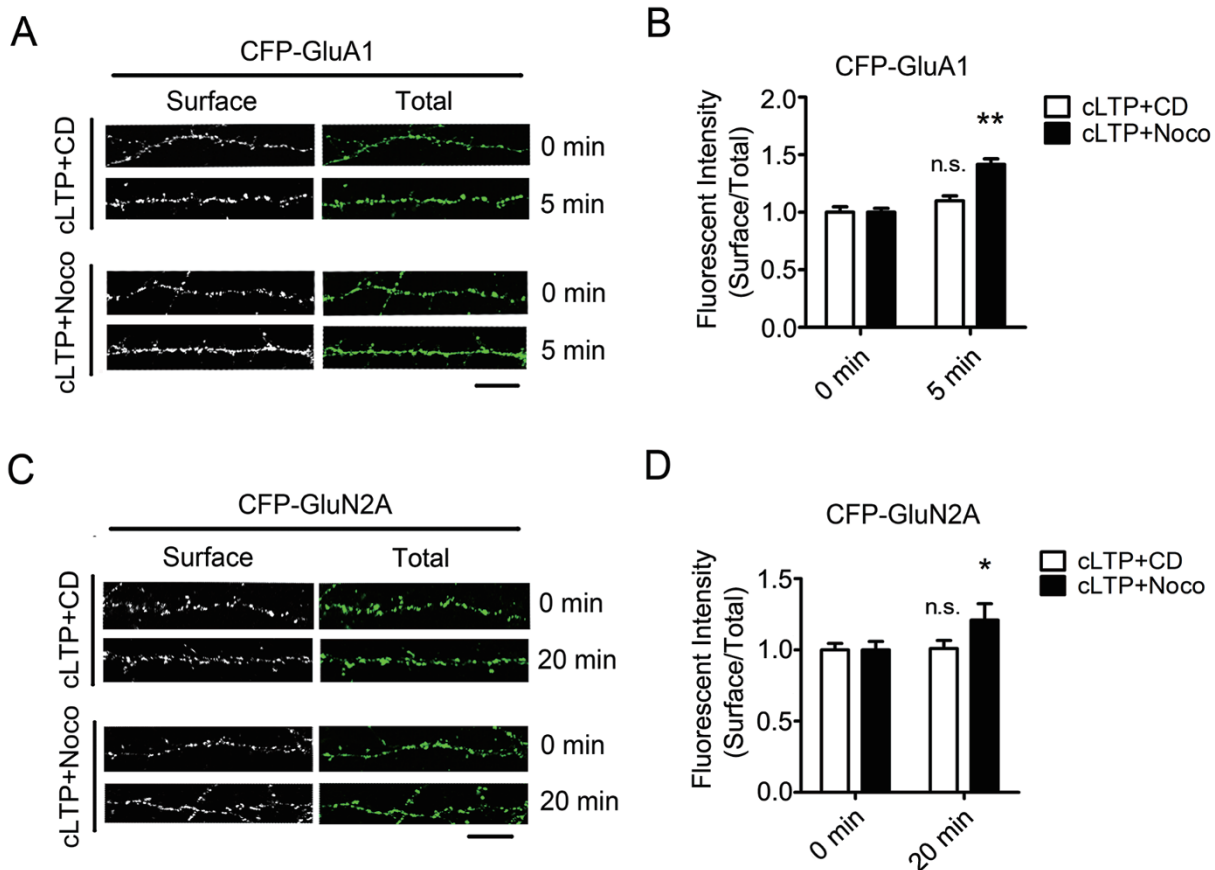 A
CFP-GluA1
Surface Total
cLTP+CD
0 min
5 min
cLTP+Noco
0 min
5 min
B
CFP-GluA1
cLTP+CD
cLTP+Noco
Fluorescent Intensity
(Surface/Total)
2.0
1.5
1.0
0.5
0.0
n.s.
**
0 min
5 min
C
CFP-GluN2A
Surface Total
cLTP+CD
0 min
20 min
cLTP+Noco
0 min
20 min
D
CFP-GluN2A
cLTP+CD
cLTP+Noco
Fluorescent Intensity
(Surface/Total)
1.5
1.0
0.5
0.0
n.s.
*
0 min
20 min